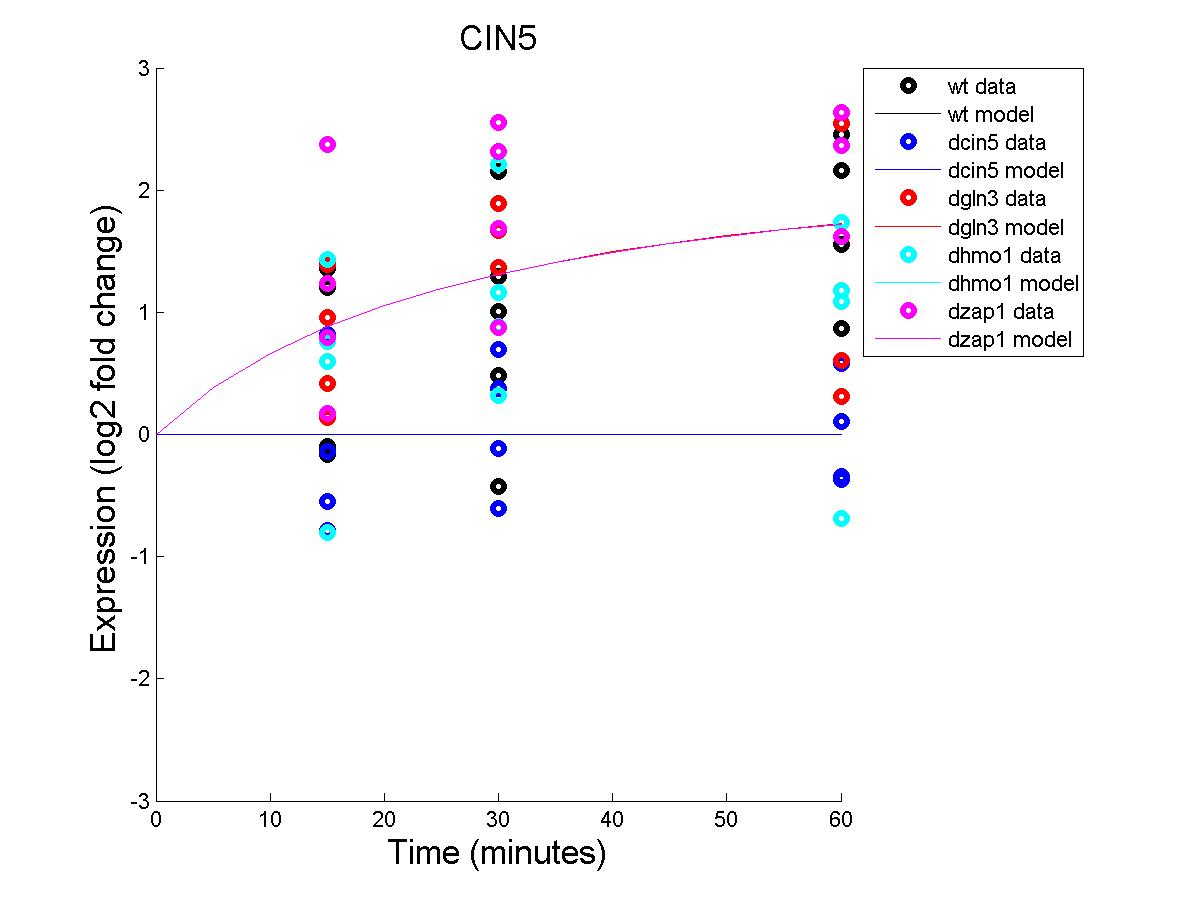 CIN5
3
2
1
0
-1
-2
-3
Expression (log2 fold change)
0
10
20
30
40
50
60
Time (minutes)
wt data
wt model
dcin5 data
dcin5 model
dgln3 data
dgln3 model
dhmo1 data
dhmo1 model
dzap1 data
dzap1 model